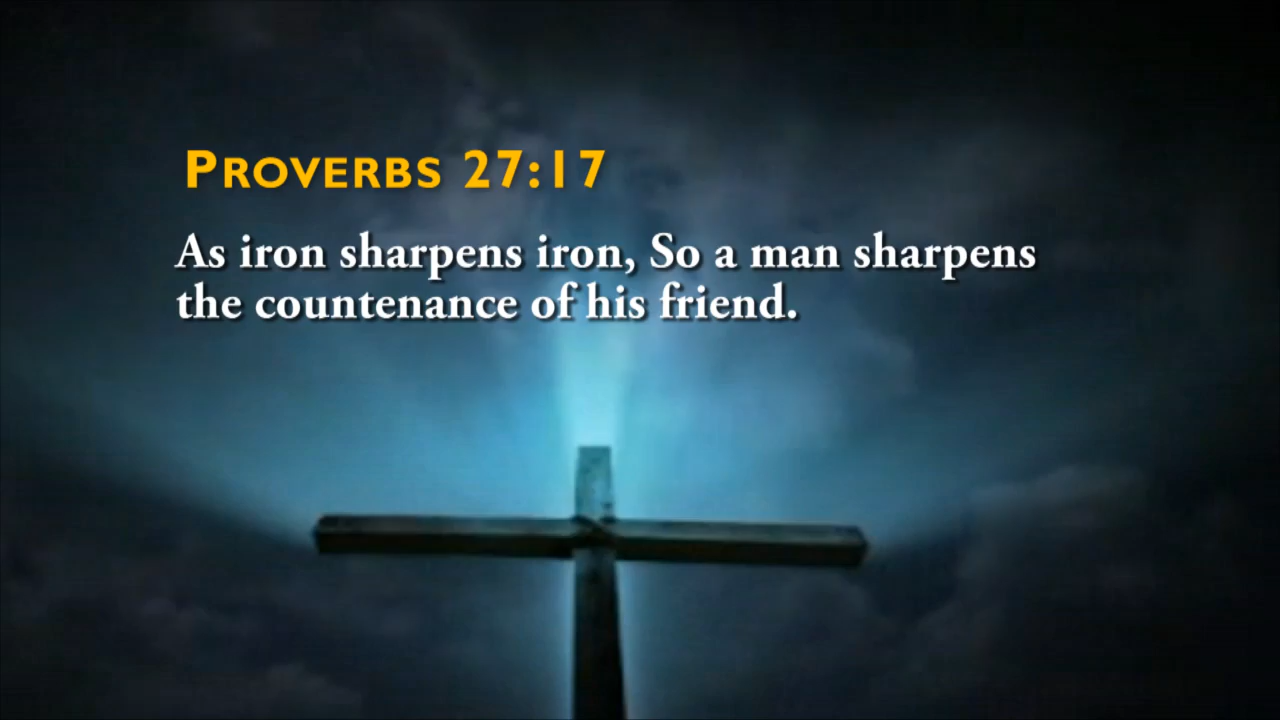 PROVERBS 27:17
As iron sharpens iron, So a man sharpens
the countenance of his friend.